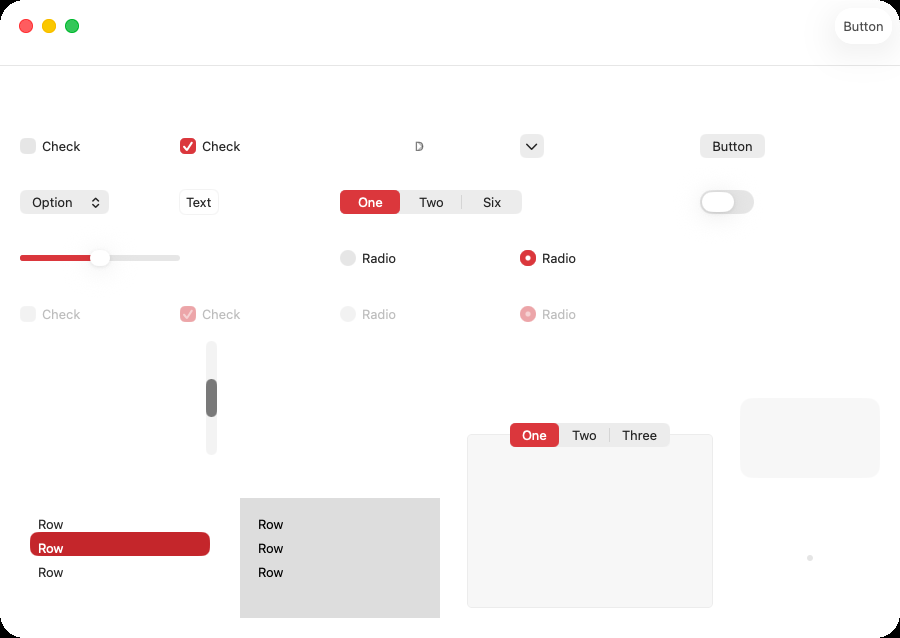 Button
Check
Check
Button
Option
Text
One Two Six
Radio
Radio
Check
Check
Radio
Radio
One Two Three
Row
Row
Row
Row
Row
Row